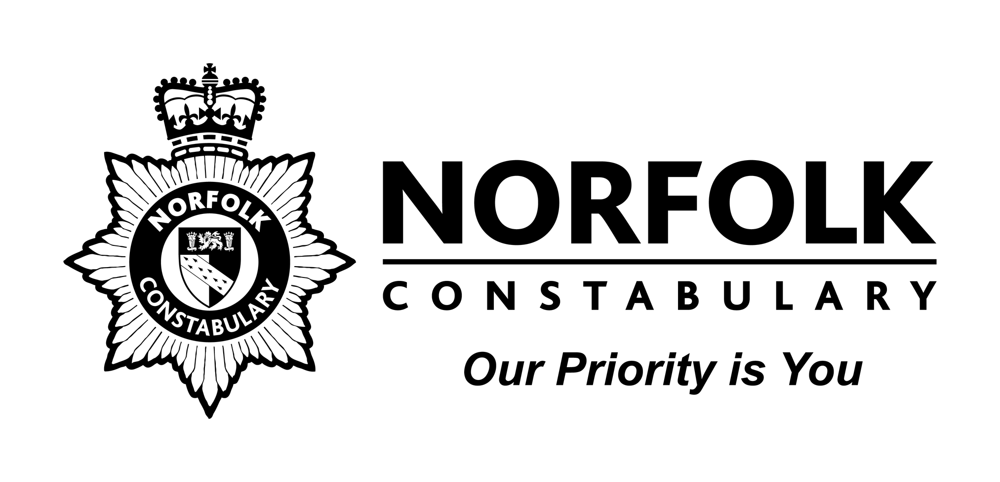 NORFOLK
CONSTABULARY
NORFOLK
CONSTABULARY
Our Priority is You